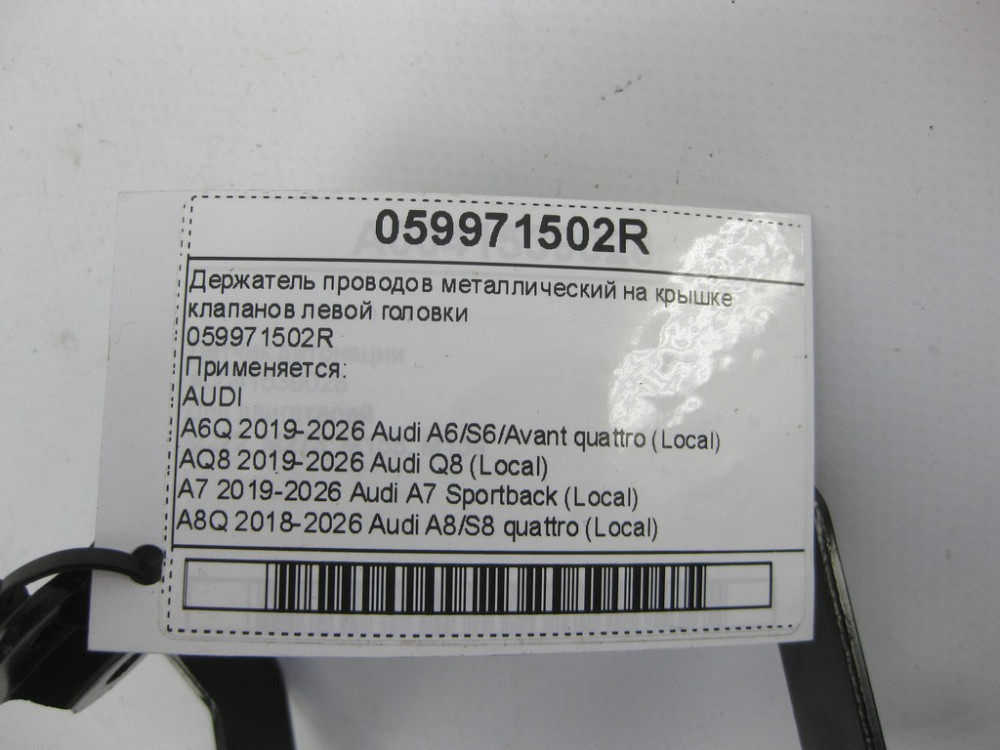 059971502R
Держатель проводов металлический на крышке
клапанов левой головки
059971502R
Применяется:
AUDI
A6Q 2019-2026 Audi A6/S6/Avant quattro (Local)
AQ8 2019-2026 Audi Q8 (Local)
A7 2019-2026 Audi A7 Sportback (Local)
A8Q 2018-2026 Audi A8/S8 quattro (Local)